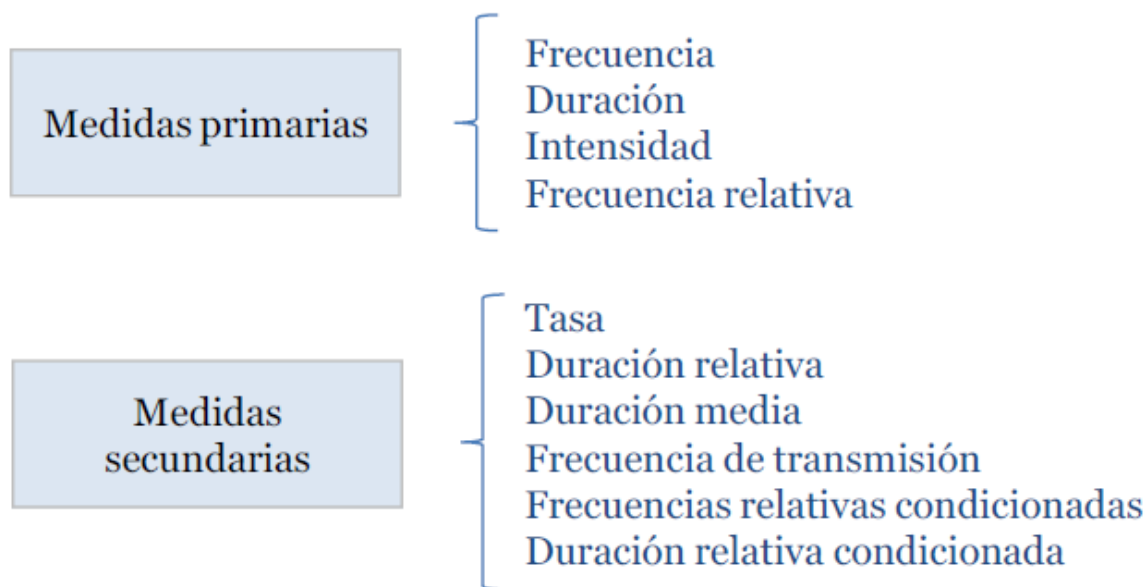 Medidas primarias
Frecuencia
Duración
Intensidad
Frecuencia relativa
Medidas
secundarias
Tasa
Duración relativa
Duración media
Frecuencia de transmisión
Frecuencias relativas condicionadas
Duración relativa condicionada